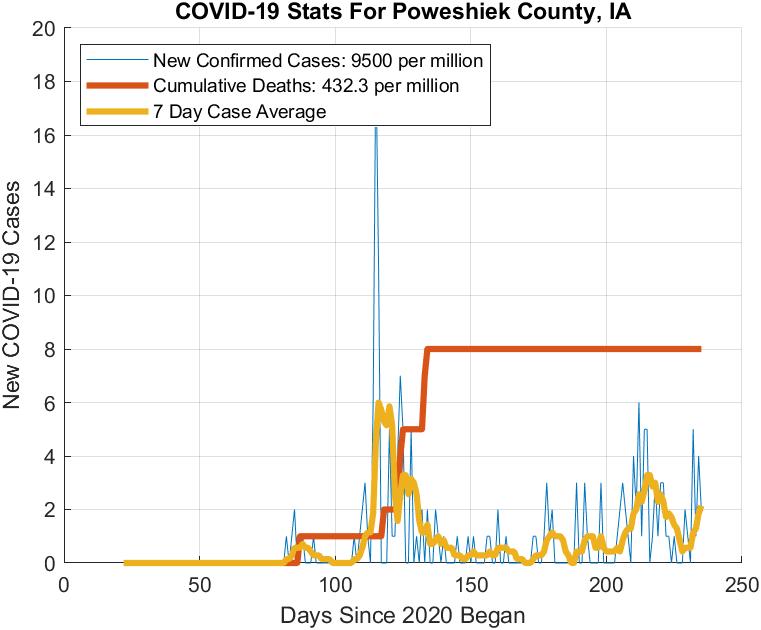 COVID-19 Stats For Poweshiek County, IA
20
18
16
14
12
10
8
6
4
2
0
New Confirmed Cases: 9500 per million
Cumulative Deaths: 432.3 per million
7 Day Case Average
New COVID-19 Cases
0 50 100 150 200 250
Days Since 2020 Began